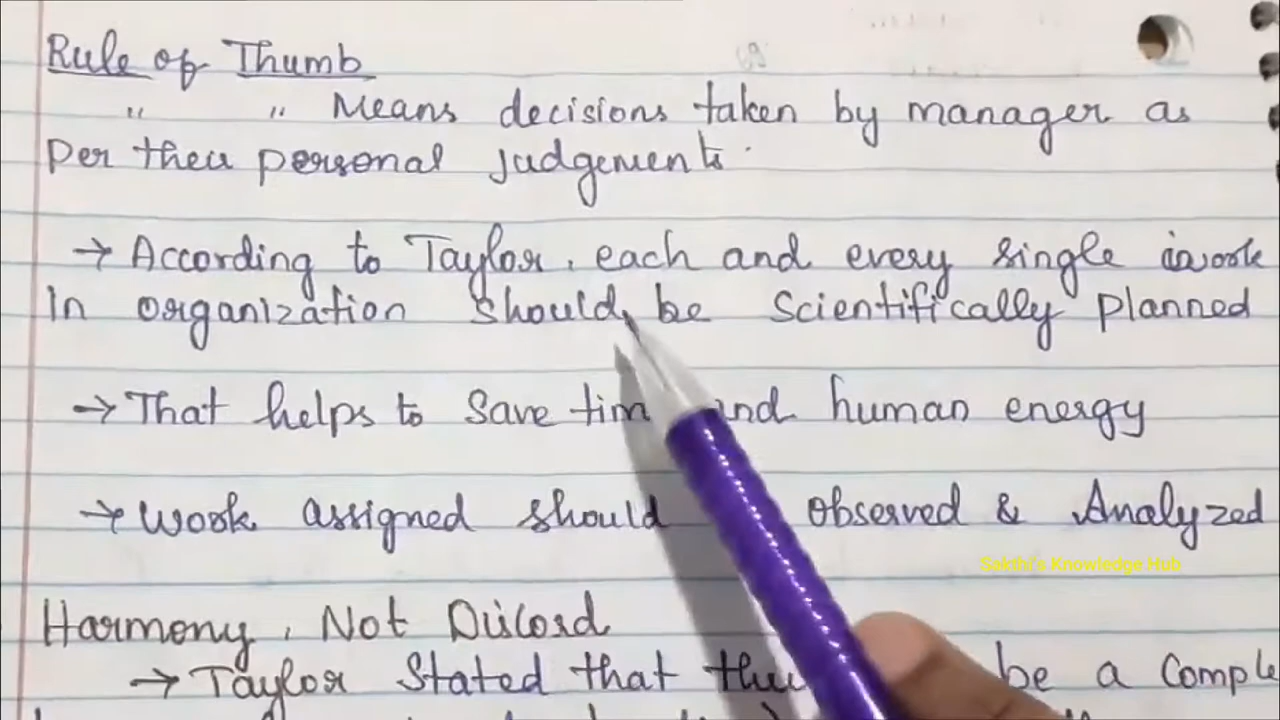 Rule of Thumb
" " Means decisions taken by manager as
Per their personal judgements.
→ According to Taylor, each and every single work
In organization should be Scientifically planned
→ That helps to Save tim and human energy
→ Work assigned should observed & Analyzed
Sakthi's Knowledge Hub
Harmony, Not Discord
→ Taylor Stated that be a Comple